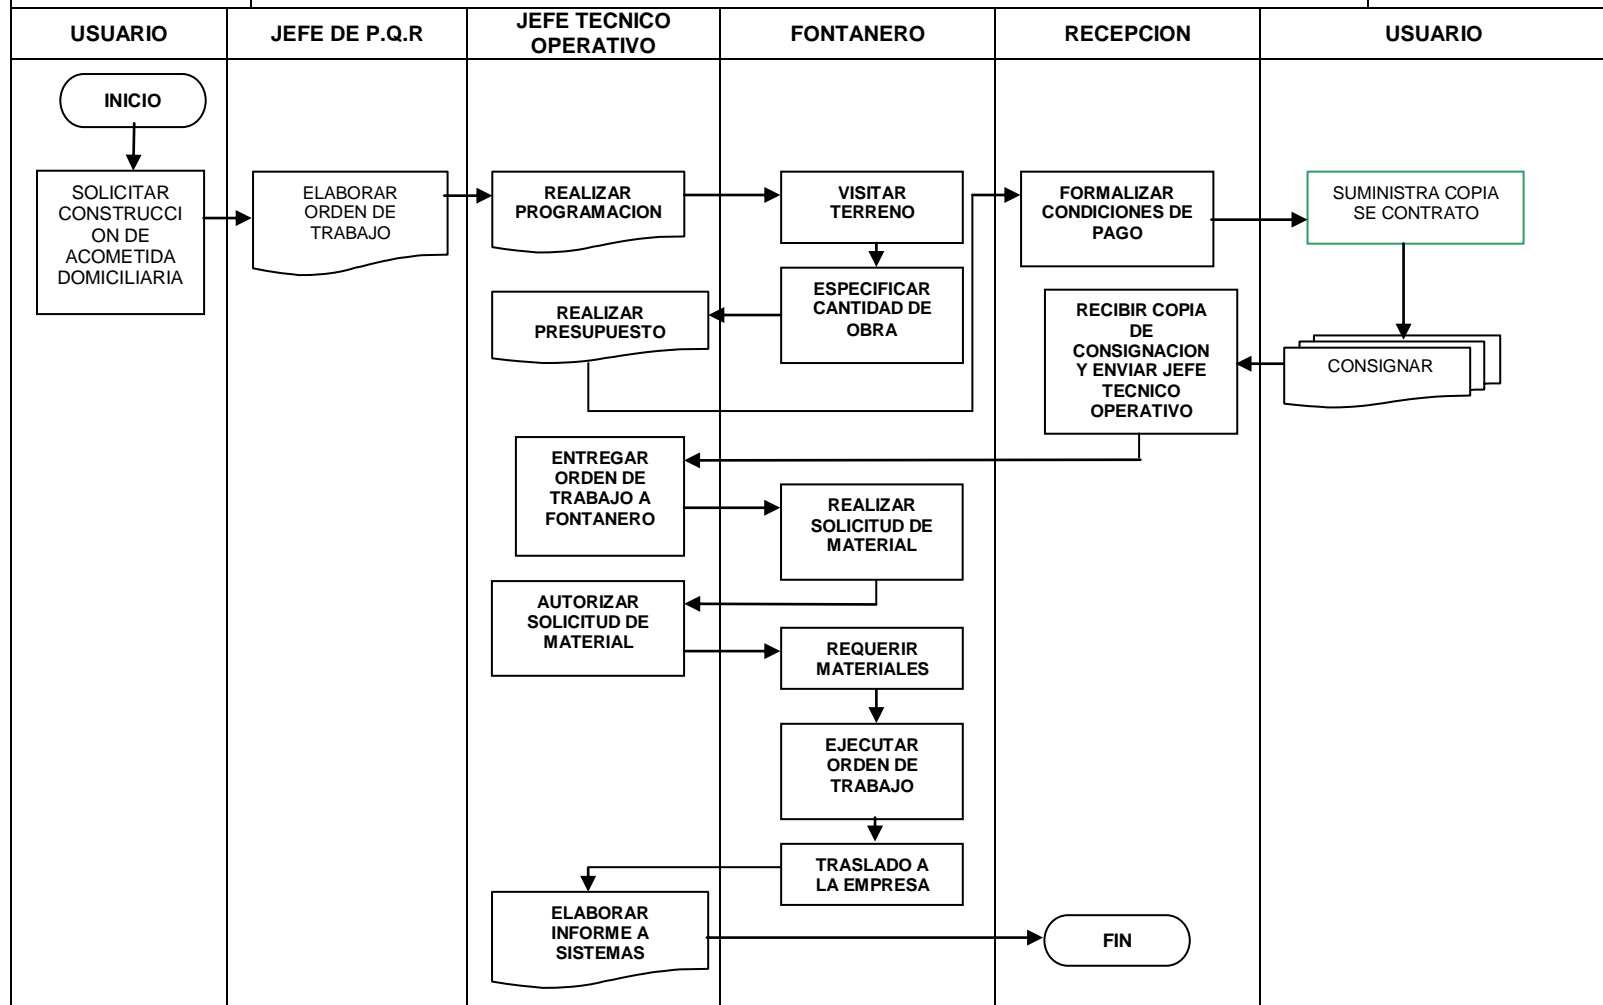 USUARIO
JEFE DE P.Q.R
JEFE TECNICO
OPERATIVO
FONTANERO
RECEPCION
USUARIO
INICIO
SOLICITAR
CONSTRUCCI
ON DE
ACOMETIDA
DOMICILIARIA
ELABORAR
ORDEN DE
TRABAJO
REALIZAR
PROGRAMACION
VISITAR
TERRENO
FORMALIZAR
CONDICIONES DE
PAGO
SUMINISTRA COPIA
SE CONTRATO
ESPECIFICAR
CANTIDAD DE
OBRA
REALIZAR
PRESUPUESTO
RECIBIR COPIA
DE
CONSIGNACION
Y ENVIAR JEFE
TECNICO
OPERATIVO
CONSIGNAR
ENTREGAR
ORDEN DE
TRABAJO A
FONTANERO
REALIZAR
SOLICITUD DE
MATERIAL
AUTORIZAR
SOLICITUD DE
MATERIAL
REQUERIR
MATERIALES
EJECUTAR
ORDEN DE
TRABAJO
TRASLADO A
LA EMPRESA
ELABORAR
INFORME A
SISTEMAS
FIN